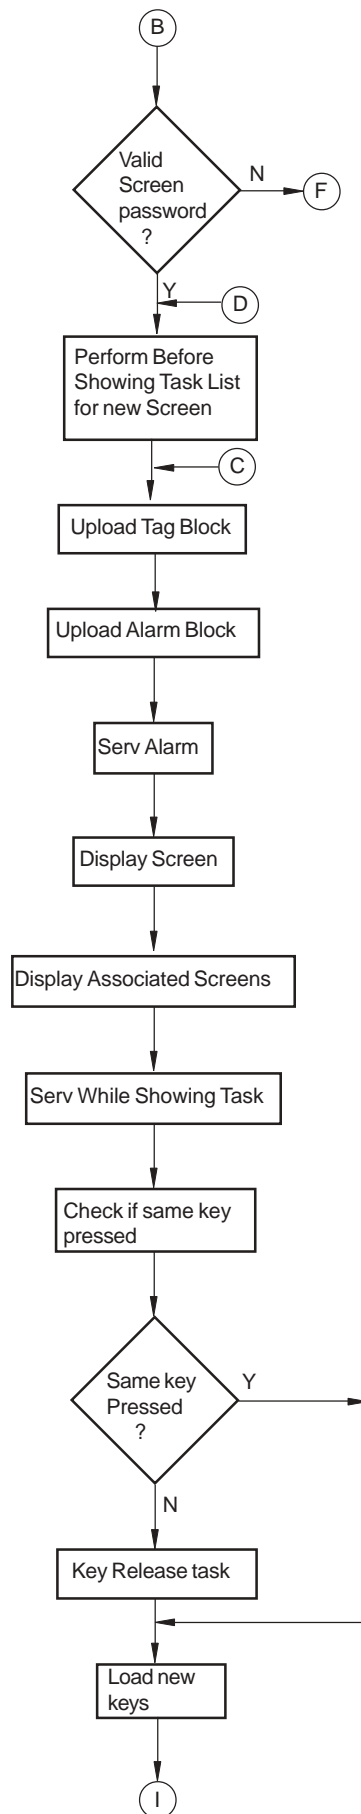 B
Valid
Screen
password
?
N
F
Y
D
Perform Before
Showing Task List
for new Screen
C
Upload Tag Block
Upload Alarm Block
Serv Alarm
Display Screen
Display Associated Screens
Serv While Showing Task
Check if same key
pressed
Same key
Pressed
?
Y
N
Key Release task
Load new
keys
I